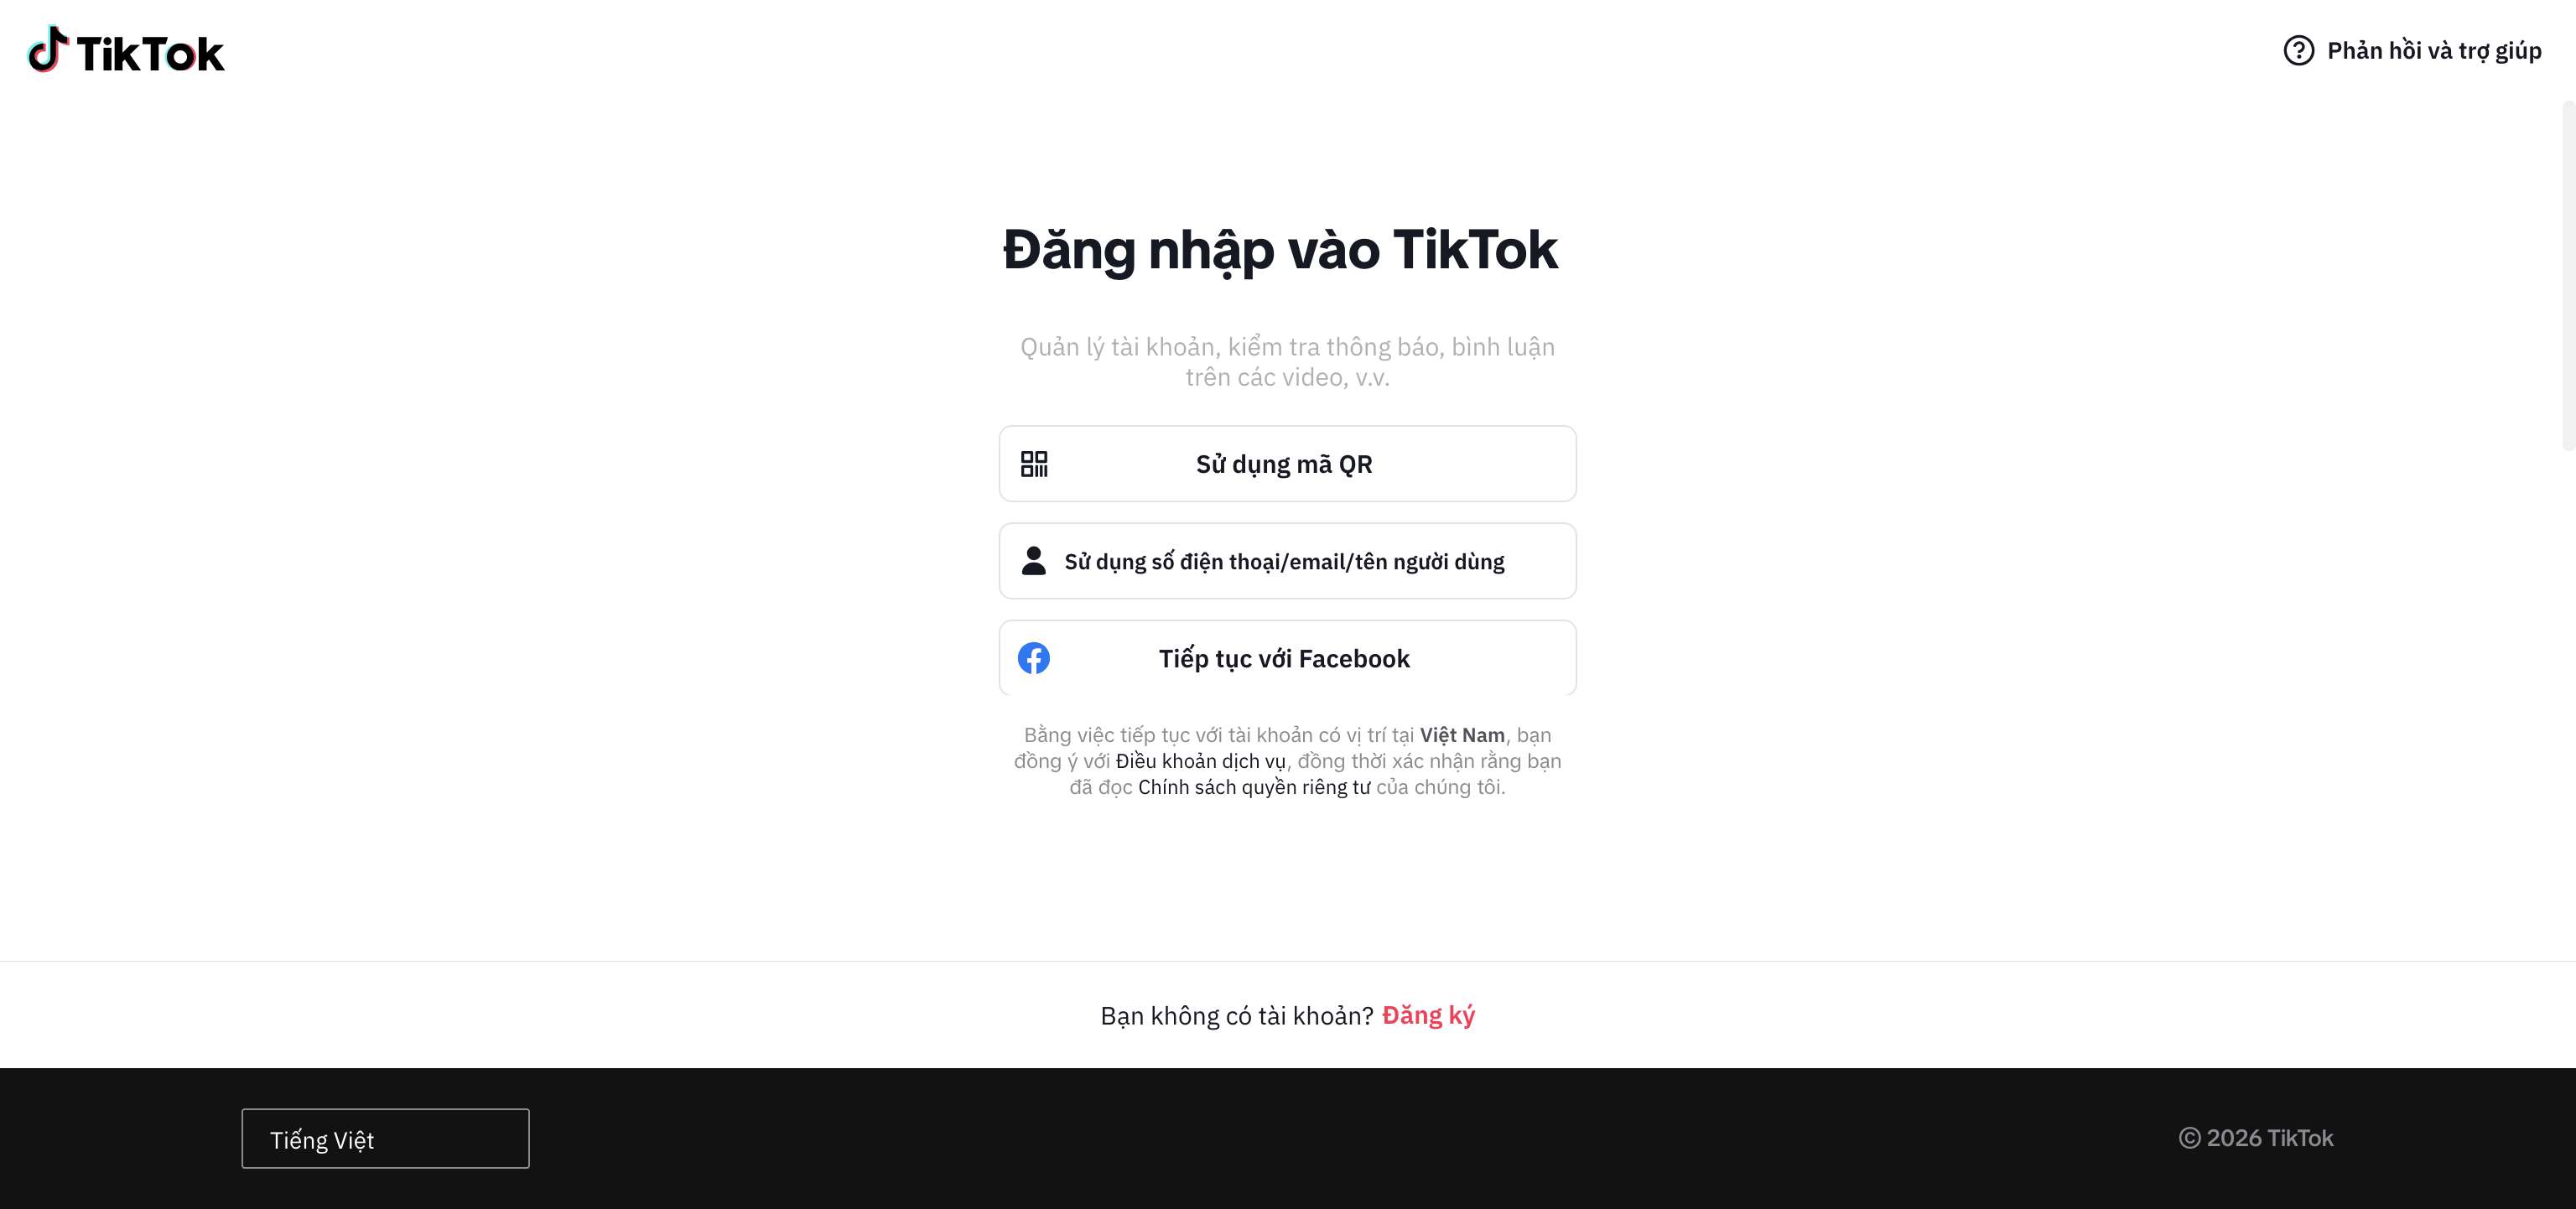 TikTok
Phản hồi và trợ giúp
Đăng nhập vào TikTok
Quản lý tài khoản, kiểm tra thông báo, bình luận
trên các video, v.v.
Sử dụng mã QR
Sử dụng số điện thoại/email/tên người dùng
Tiếp tục với Facebook
Bằng việc tiếp tục với tài khoản có vị trí tại Việt Nam, bạn
đồng ý với Điều khoản dịch vụ, đồng thời xác nhận rằng bạn
đã đọc Chính sách quyền riêng tư của chúng tôi.
Bạn không có tài khoản? Đăng ký
Tiếng Việt
© 2026 TikTok